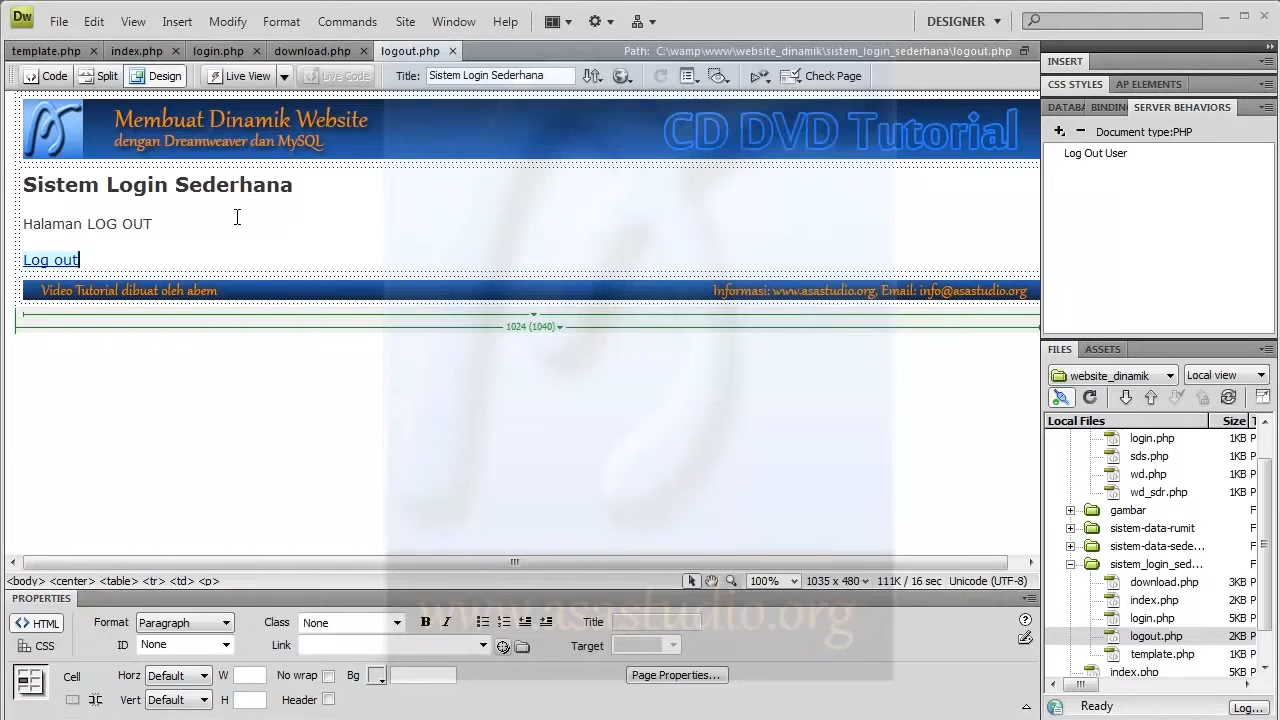 Dw File Edit View Insert Modify Format Commands Site Window Help DESIGNER
template.php index.php login.php download.php logout.php Path: C:\wamp\www\website_dinamik\sistem_login_sederhana\logout.php
Code Split Design Live View Live Code Title: Sistem Login Sederhana Check Page
Membuat Dinamik Website
dengan Dreamweaver dan MySQL
CD DVD Tutorial
Sistem Login Sederhana
Halaman LOG OUT
Log out
Video Tutorial dibuat oleh abem Informasi: www.asastudio.org, Email: info@asastudio.org
1024 (1040)
<body> <center> <table> <tr> <td> <p> 100% 1035 x 480 111K / 16 sec Unicode (UTF-8)
PROPERTIES
<> HTML Format Paragraph Class None B I Title
CSS ID None Link Target
www.asastudio.org
Cell Horz Default W No wrap Bg Page Properties...
Vert Default H Header
INSERT
CSS STYLES AP ELEMENTS
DATABA BINDING SERVER BEHAVIORS
Document type:PHP
Log Out User
FILES ASSETS
website_dinamik Local view
Local Files Size T
login.php 1KB P
sds.php 1KB P
wd.php 1KB P
wd_sdr.php 1KB P
gambar F
sistem-data-rumit F
sistem-data-sede... F
sistem_login_sed... F
download.php 3KB P
index.php 1KB P
login.php 5KB P
logout.php 2KB P
template.php 1KB P
index.php 5KB P
Ready Log...